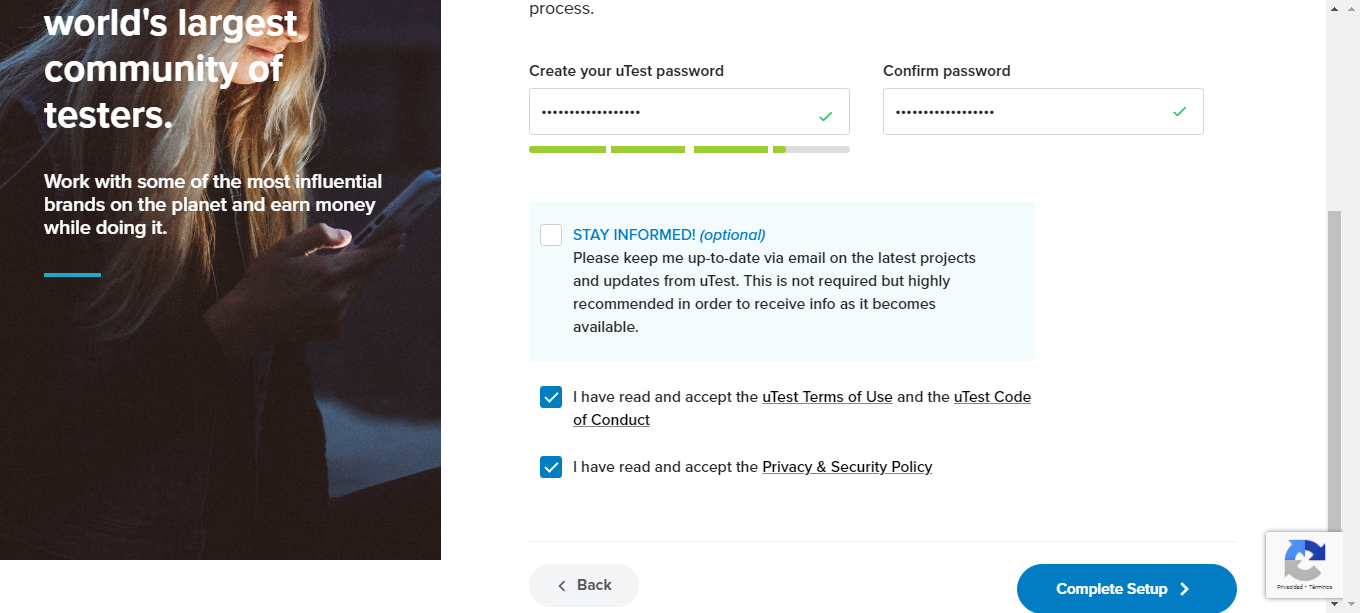 world's largest
community of
testers.
Work with some of the most influential
brands on the planet and earn money
while doing it.
process.
Create your uTest password
Confirm password
••••••••••••••••••
••••••••••••••••••
STAY INFORMED! (optional)
Please keep me up-to-date via email on the latest projects
and updates from uTest. This is not required but highly
recommended in order to receive info as it becomes
available.
I have read and accept the uTest Terms of Use and the uTest Code
of Conduct
I have read and accept the Privacy & Security Policy
Back
Complete Setup
Privacidad - Términos